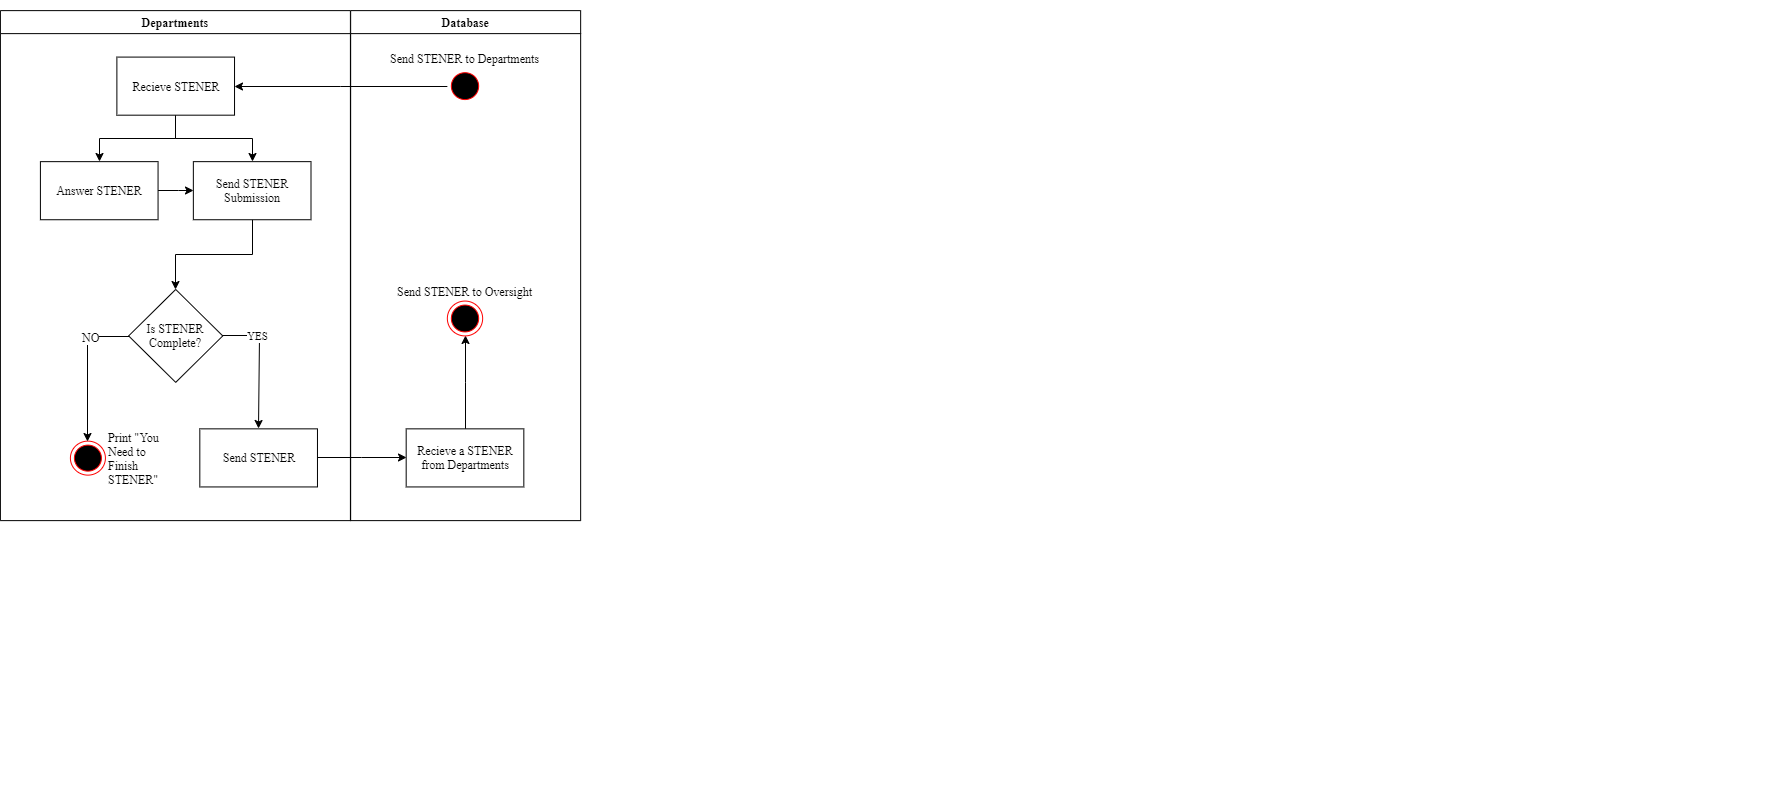 Departments
Database
Send STENER to Departments
Recieve STENER
Answer STENER
Send STENER
Submission
Send STENER to Oversight
Is STENER
Complete?
NO
YES
Print "You
Need to
Finish
STENER"
Send STENER
Recieve a STENER
from Departments